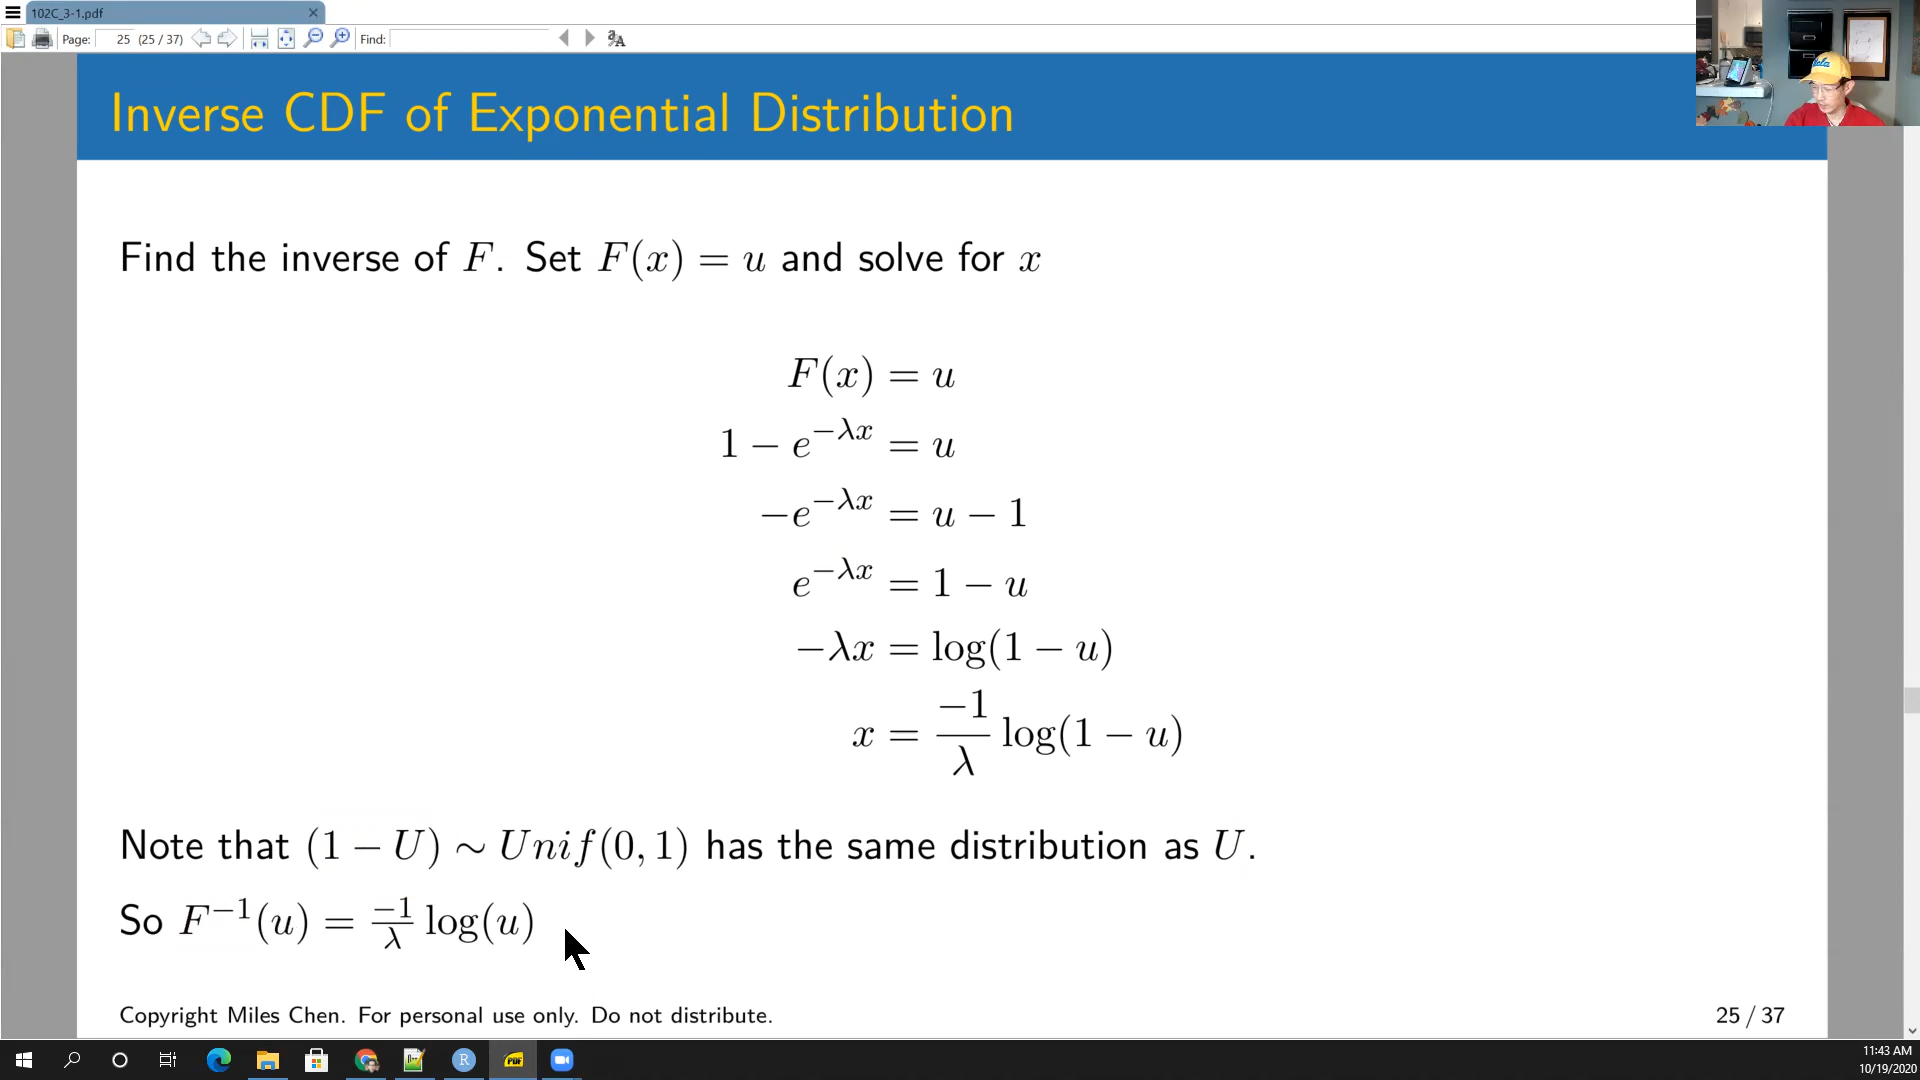 102C_3-1.pdf
Page: 25 (25 / 37) Find:
Inverse CDF of Exponential Distribution
Find the inverse of F. Set F(x) = u and solve for x
F(x) = u
1 − e^{−λx} = u
−e^{−λx} = u − 1
e^{−λx} = 1 − u
−λx = log(1 − u)
x = \frac{−1}{λ} log(1 − u)
Note that (1 − U) ∼ Unif(0, 1) has the same distribution as U.
So F^{−1}(u) = \frac{−1}{λ} log(u)
Copyright Miles Chen. For personal use only. Do not distribute.
25 / 37
11:43 AM
10/19/2020